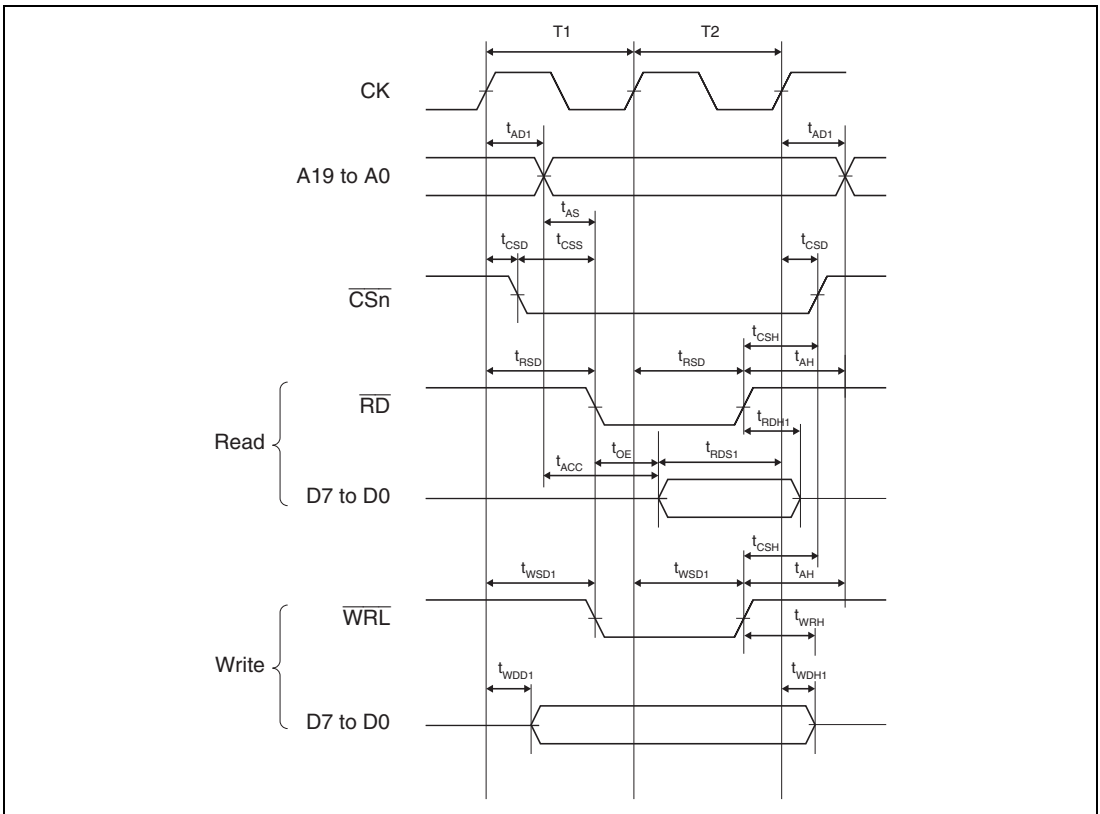 T1 T2
CK
tAD1 tAD1
A19 to A0
tAS
tCSD tCSS tCSD
CSn
tCSH
tRSD tRSD tAH
RD
tRDH1
Read
tOE tRDS1
tACC
D7 to D0
tCSH
tWSD1 tWSD1 tAH
WRL
tWRH
Write
tWDD1 tWDH1
D7 to D0